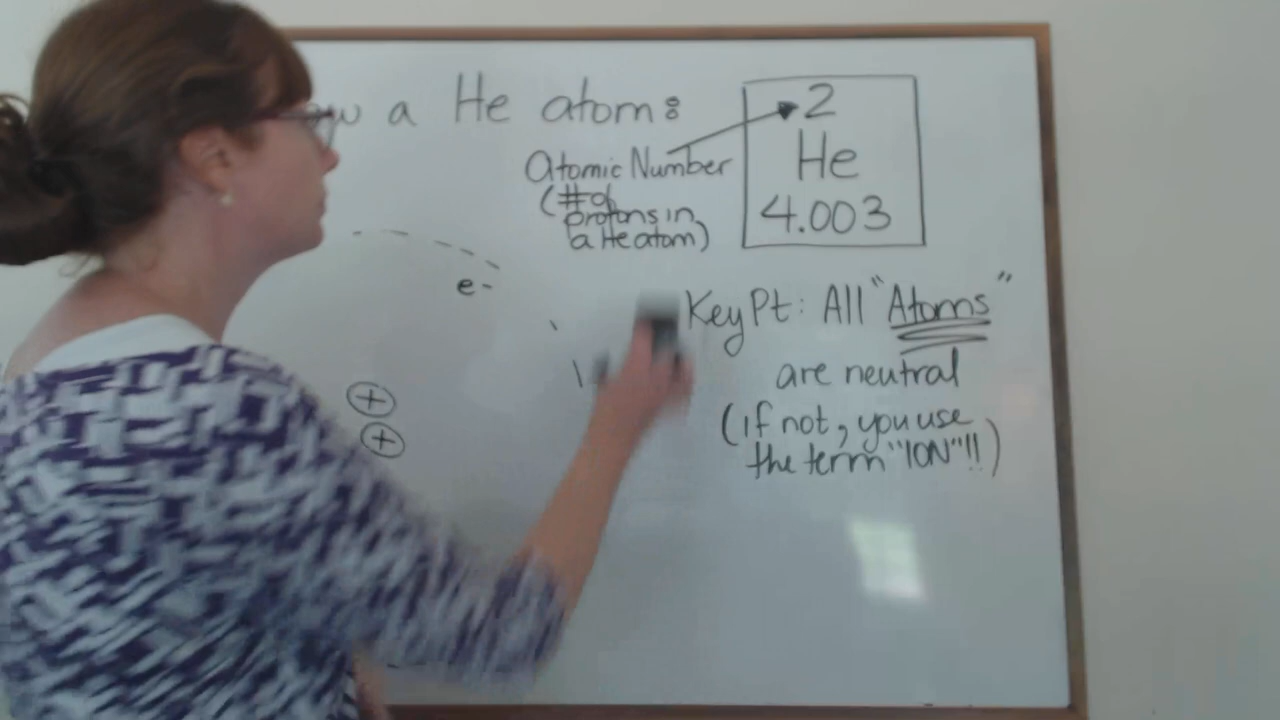 a He atom:
2
He
4.003
Atomic Number
(# of
protons in
a He atom)
e-
Key Pt: All "Atoms"
are neutral
(if not, you use
the term "ION"!!)
+
+